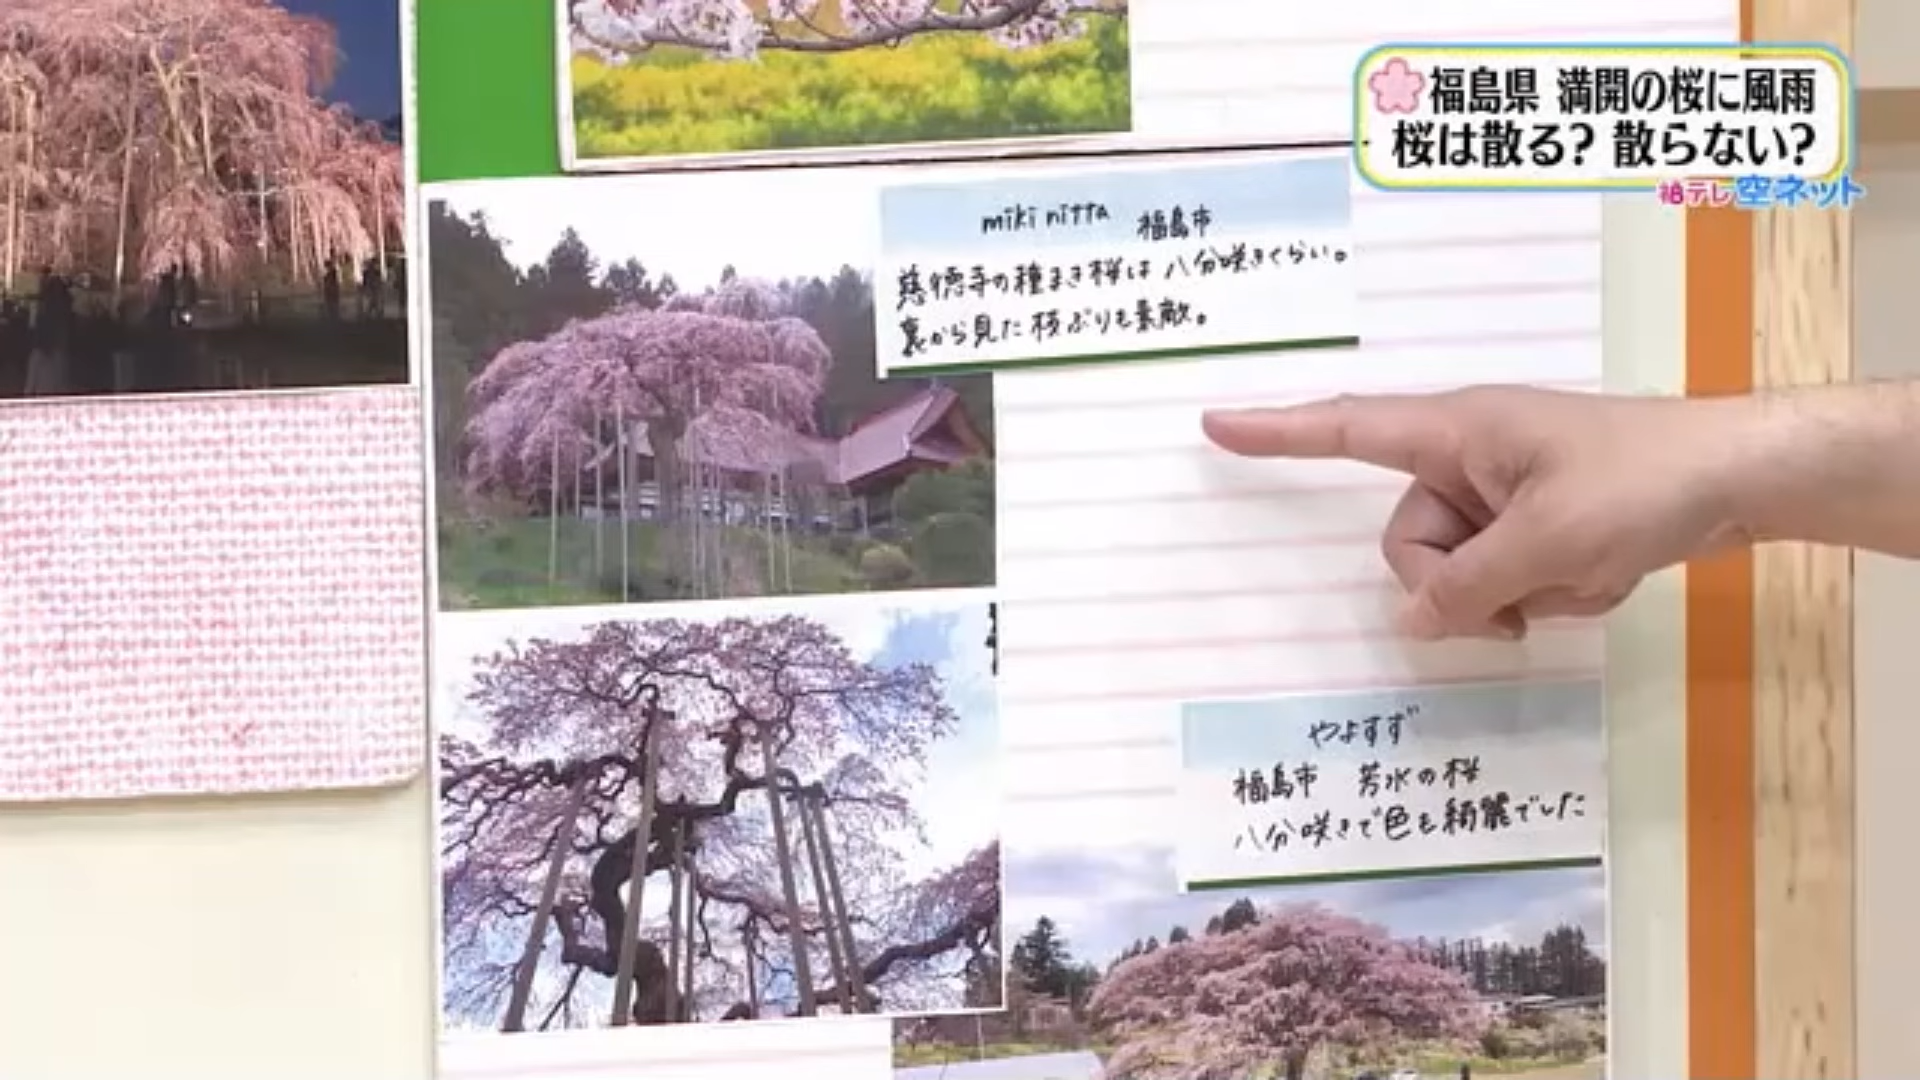 福島県 満開の桜に風雨
桜は散る? 散らない?
福テレ空ネット
miki nitta 福島市
慈徳寺の種まき桜は 八分咲きくらい。
裏から見た枝ぶりも素敵。
やよすず
福島市 芳水の桜
八分咲きで色も綺麗でした